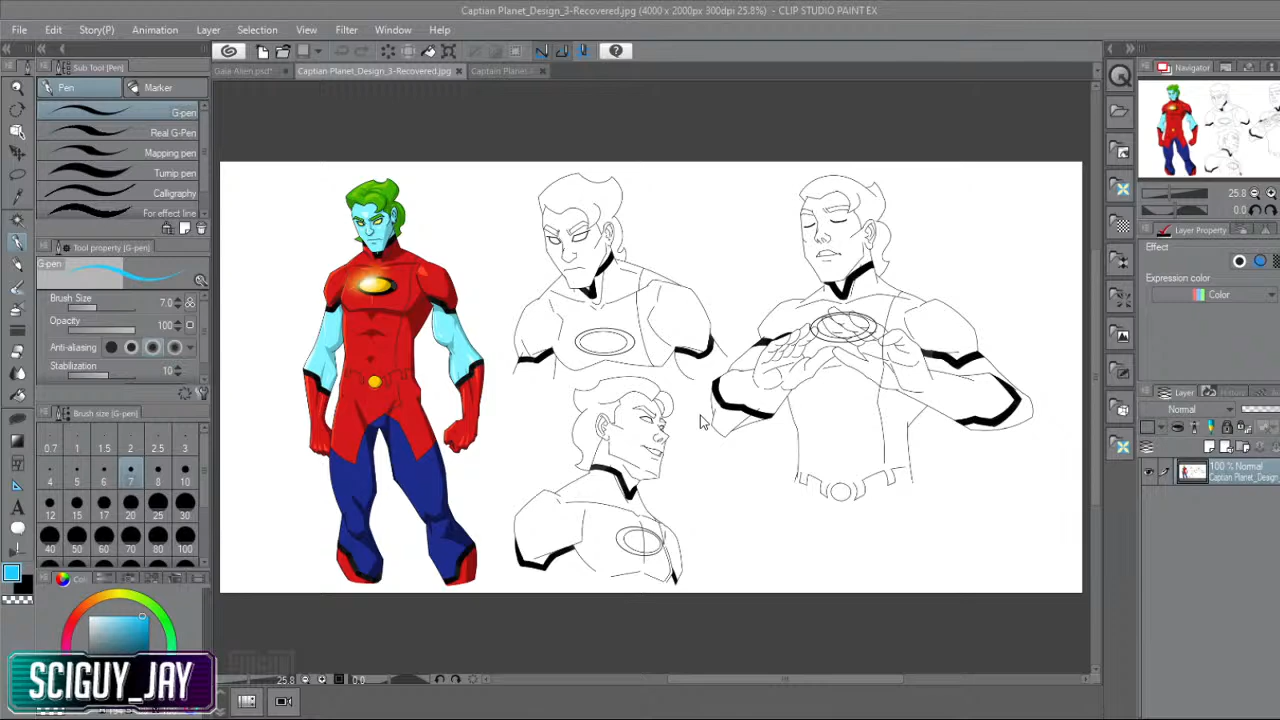 Captian Planet_Design_3-Recovered.jpg (4000 x 2000px 300dpi 25.8%) - CLIP STUDIO PAINT EX
File Edit Story(P) Animation Layer Selection View Filter Window Help
Sub Tool [Pen]
Gaia Alien.psd* Captian Planet_Design_3-Recovered.jpg Captain Planet
Navigator
Pen Marker
G-pen
Real G-Pen
Mapping pen
Turnip pen
Calligraphy
For effect line
25.8
0.0
Layer Property
Tool property [G-pen]
Effect
G-pen
Expression color
Color
Brush Size 7.0
Opacity 100
Anti-aliasing
Stabilization 10
Layer
Normal
Brush size [G-pen]
0.7 1 1.5 2 2.5 3
4 5 6 7 8 10
12 15 17 20 25 30
40 50 60 70 80 100
100 % Normal
Captian Planet_Design_
SCIGUY_JAY
25.8 0.0